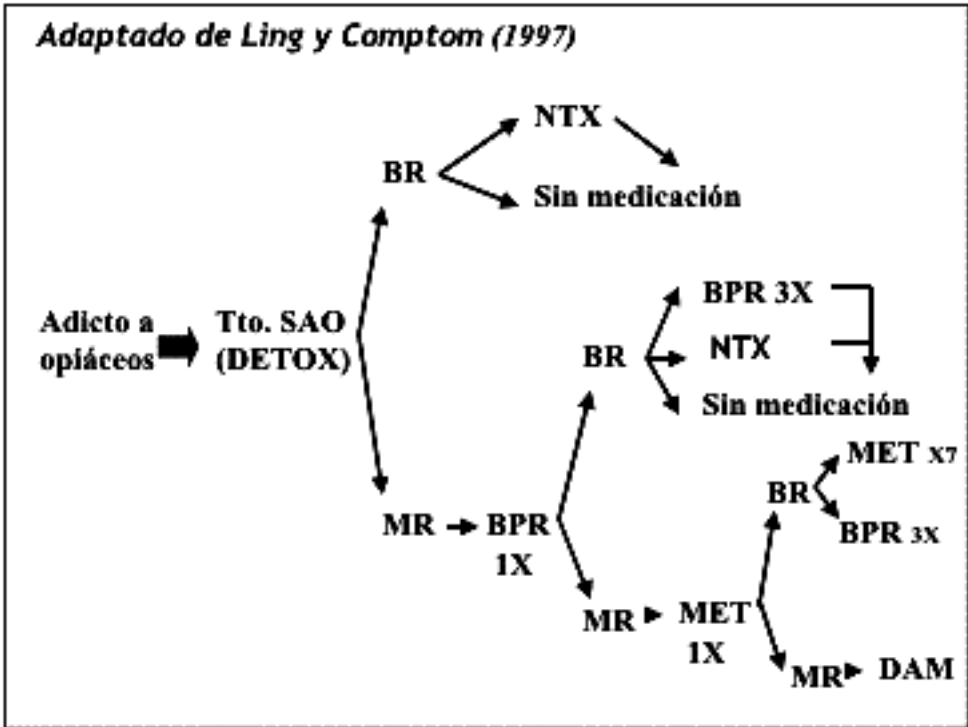 Adaptado de Ling y Comptom (1997)
NTX
BR
Sin medicación
Adicto a
opiáceos
Tto. SAO
(DETOX)
BPR 3X
BR
NTX
Sin medicación
MET X7
BR
BPR 3X
MR
BPR
1X
MR
MET
1X
MR
DAM